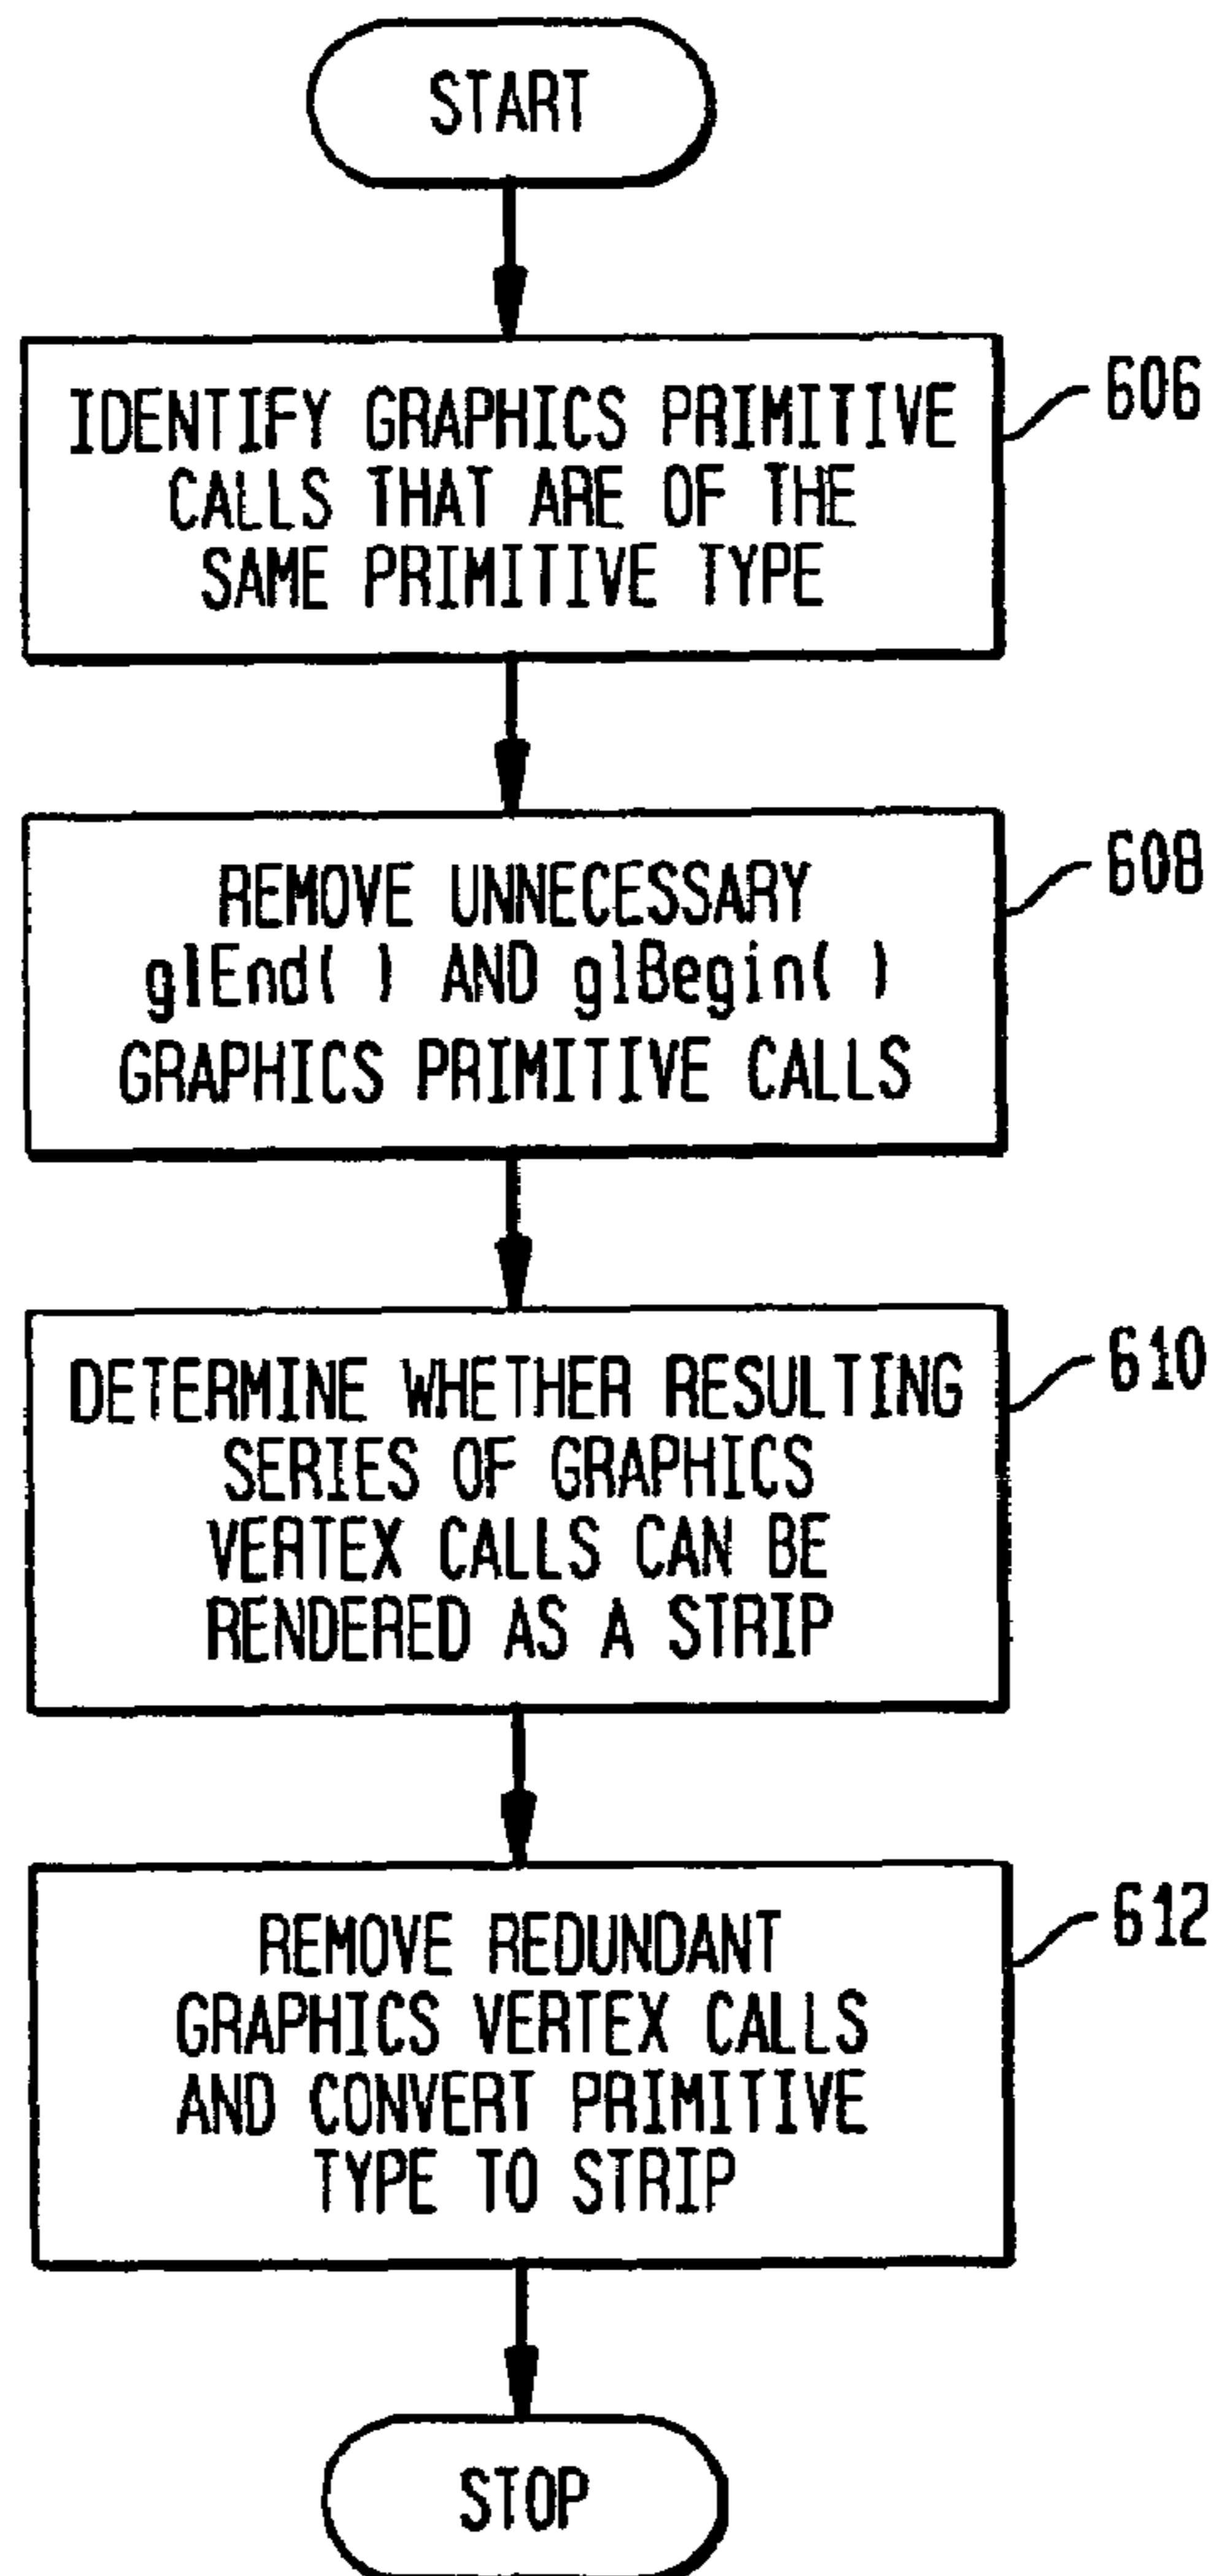 START
IDENTIFY GRAPHICS PRIMITIVE
CALLS THAT ARE OF THE
SAME PRIMITIVE TYPE
606
REMOVE UNNECESSARY
glEnd( ) AND glBegin( )
GRAPHICS PRIMITIVE CALLS
608
DETERMINE WHETHER RESULTING
SERIES OF GRAPHICS
VERTEX CALLS CAN BE
RENDERED AS A STRIP
610
REMOVE REDUNDANT
GRAPHICS VERTEX CALLS
AND CONVERT PRIMITIVE
TYPE TO STRIP
612
STOP